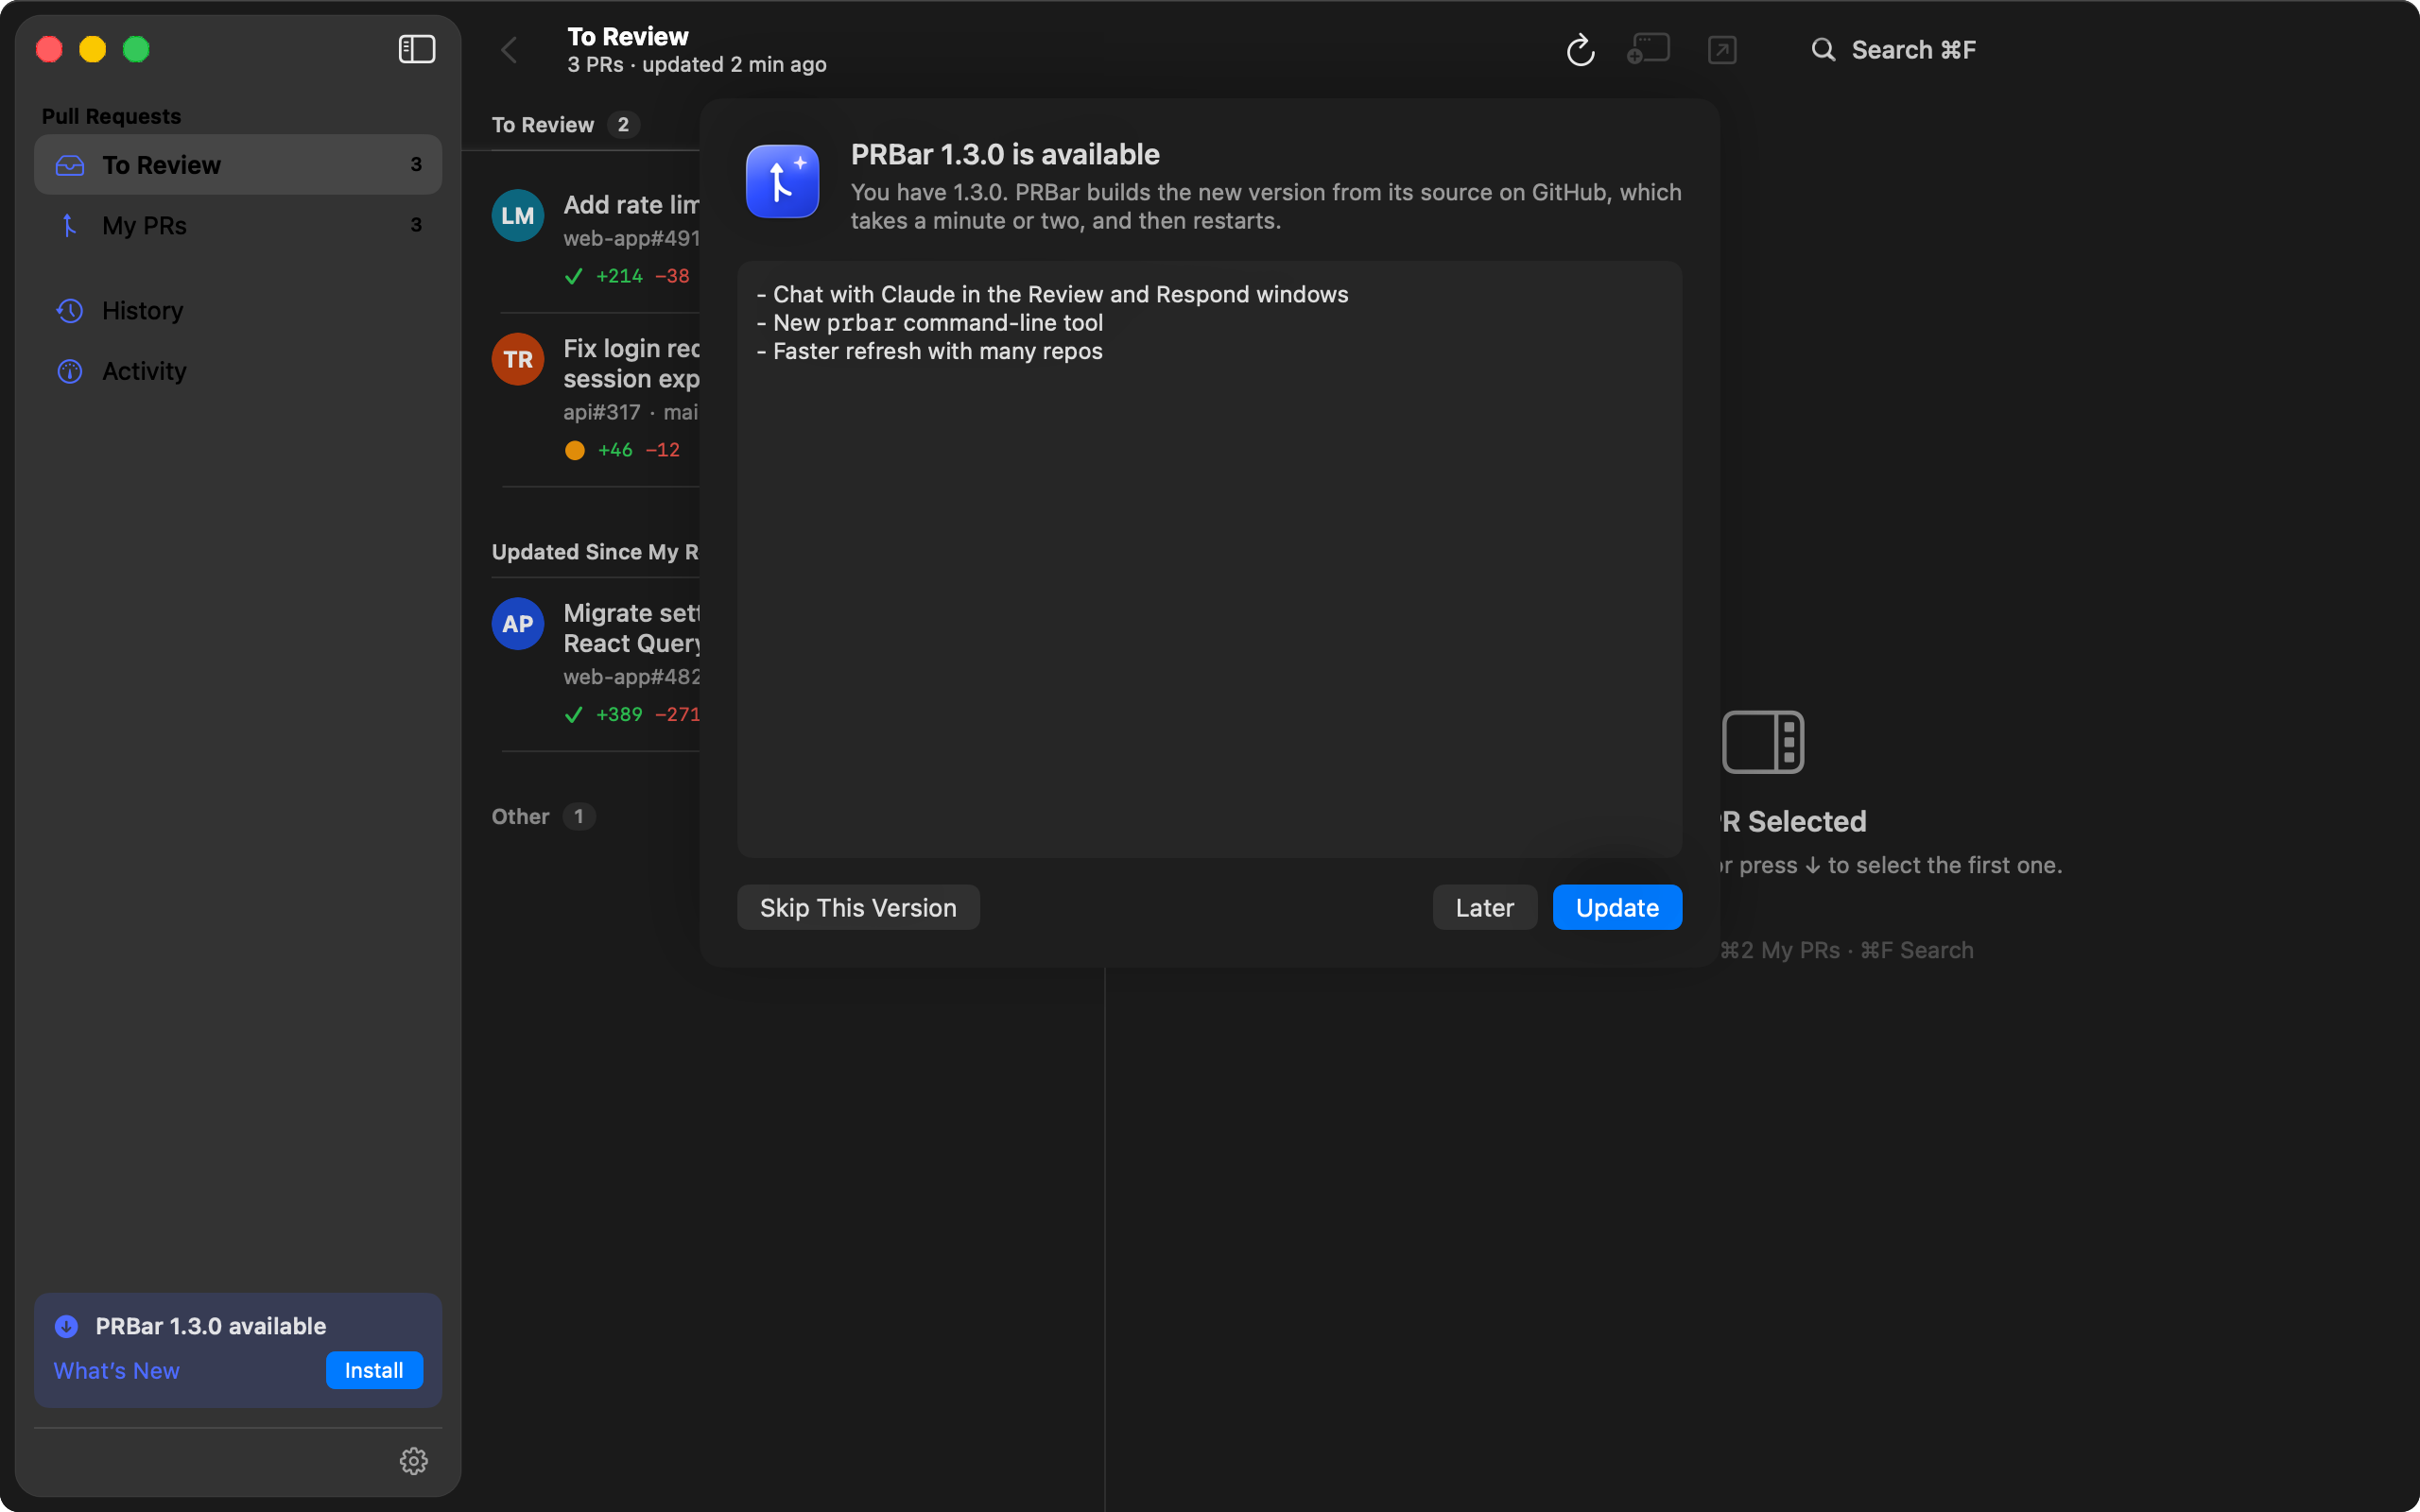 Pull Requests
To Review 3
My PRs 3
History
Activity
PRBar 1.3.0 available
What's New
Install
To Review
3 PRs · updated 2 min ago
Search ⌘F
To Review 2
LM
Add rate lim
web-app#491
+214 −38
TR
Fix login rec
session exp
api#317 · mai
+46 −12
Updated Since My R
AP
Migrate sett
React Query
web-app#482
+389 −271
Other 1
PRBar 1.3.0 is available
You have 1.3.0. PRBar builds the new version from its source on GitHub, which
takes a minute or two, and then restarts.
- Chat with Claude in the Review and Respond windows
- New prbar command-line tool
- Faster refresh with many repos
Skip This Version
Later
Update
R Selected
or press ↓ to select the first one.
⌘2 My PRs · ⌘F Search